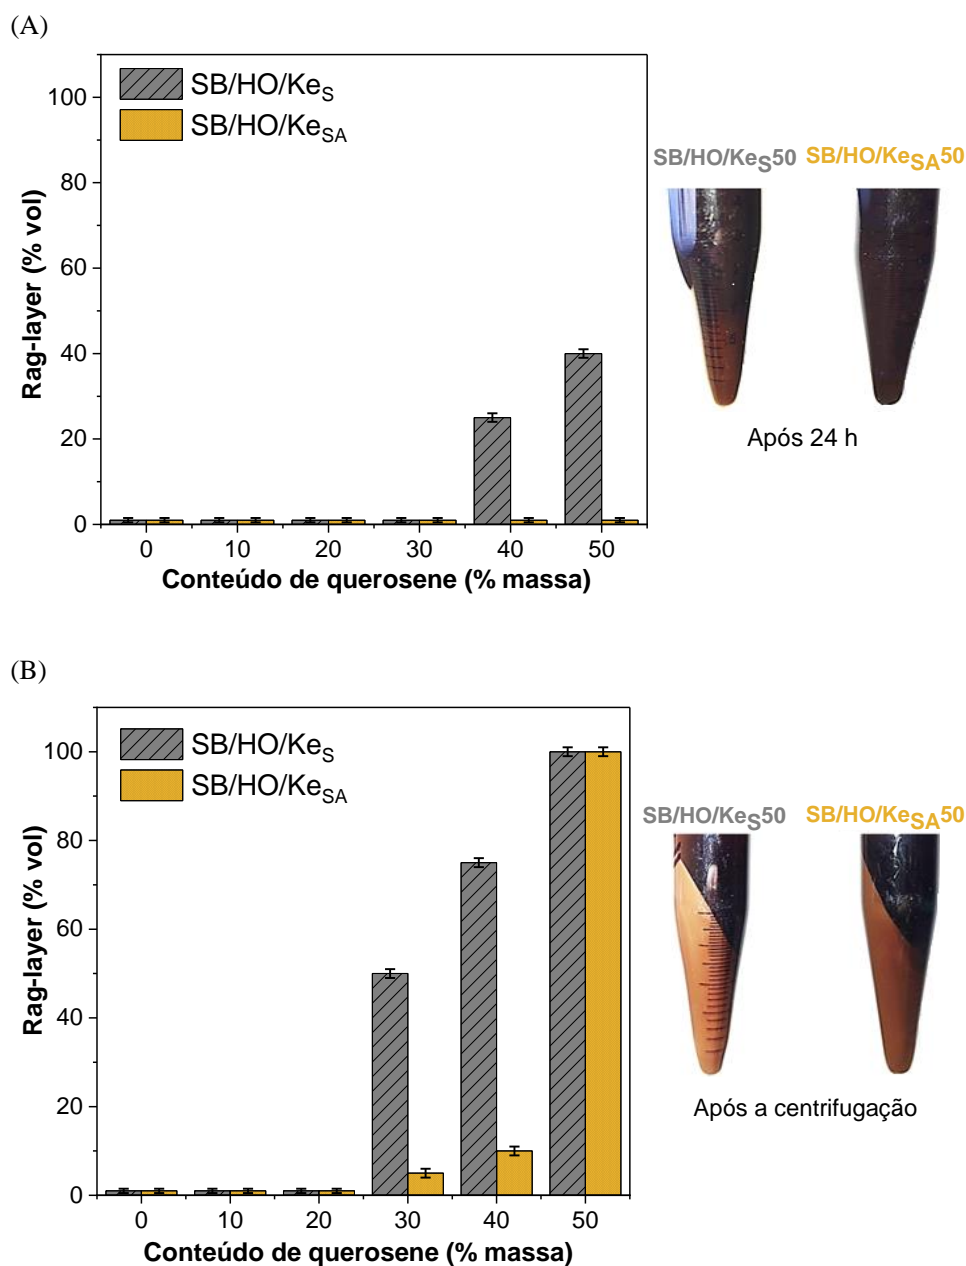 (A)
100
80
60
40
20
0
Rag-layer (% vol)
SB/HO/KeS
SB/HO/KeSA
0 10 20 30 40 50
Conteúdo de querosene (% massa)
SB/HO/KeS50 SB/HO/KeSA50
Após 24 h
(B)
100
80
60
40
20
0
Rag-layer (% vol)
SB/HO/KeS
SB/HO/KeSA
0 10 20 30 40 50
Conteúdo de querosene (% massa)
SB/HO/KeS50 SB/HO/KeSA50
Após a centrifugação